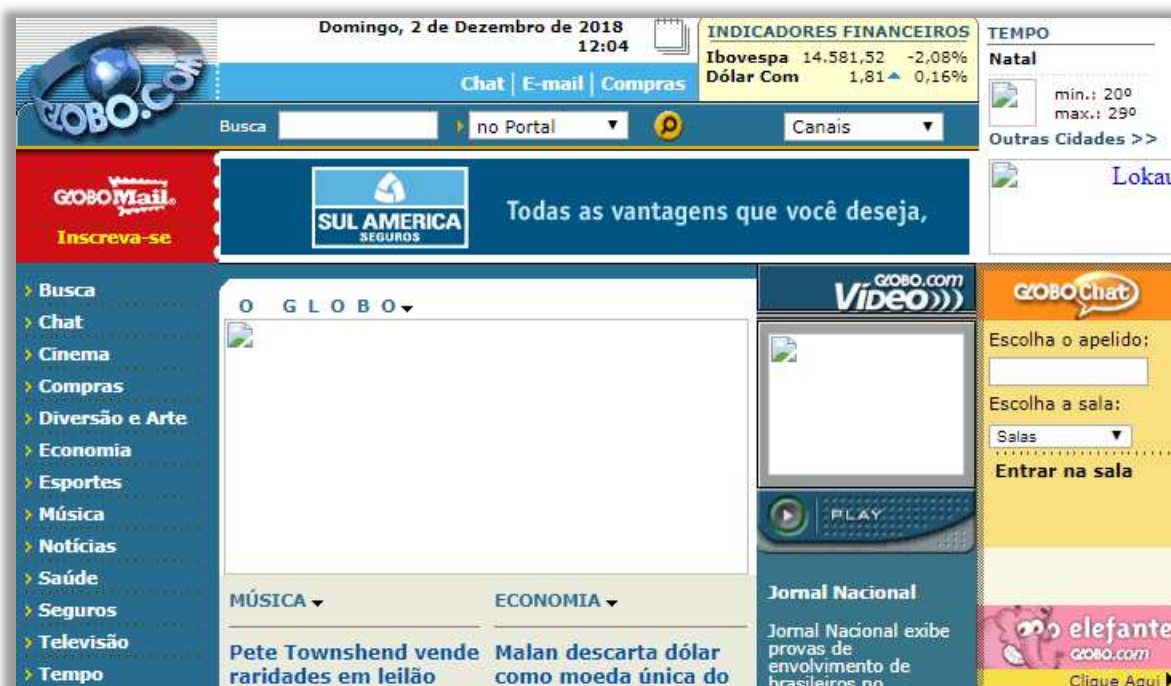 GLOBO.COM
Domingo, 2 de Dezembro de 2018
12:04
Chat | E-mail | Compras
INDICADORES FINANCEIROS
Ibovespa 14.581,52 -2,08%
Dólar Com 1,81 0,16%
TEMPO
Natal
min.: 20º
max.: 29º
Outras Cidades >>
Busca
no Portal
Canais
GLOBOMail
Inscreva-se
SUL AMERICA
SEGUROS
Todas as vantagens que você deseja,
Busca
Chat
Cinema
Compras
Diversão e Arte
Economia
Esportes
Música
Notícias
Saúde
Seguros
Televisão
Tempo
O GLOBO
MÚSICA
Pete Townshend vende
raridades em leilão
ECONOMIA
Malan descarta dólar
como moeda única do
GLOBO.com
VíDEO)))
PLAY
Jornal Nacional
Jornal Nacional exibe
provas de
envolvimento de
brasileiros no
GLOBOChat
Escolha o apelido:
Escolha a sala:
Salas
Entrar na sala
elefante
GLOBO.com
Clique Aqui